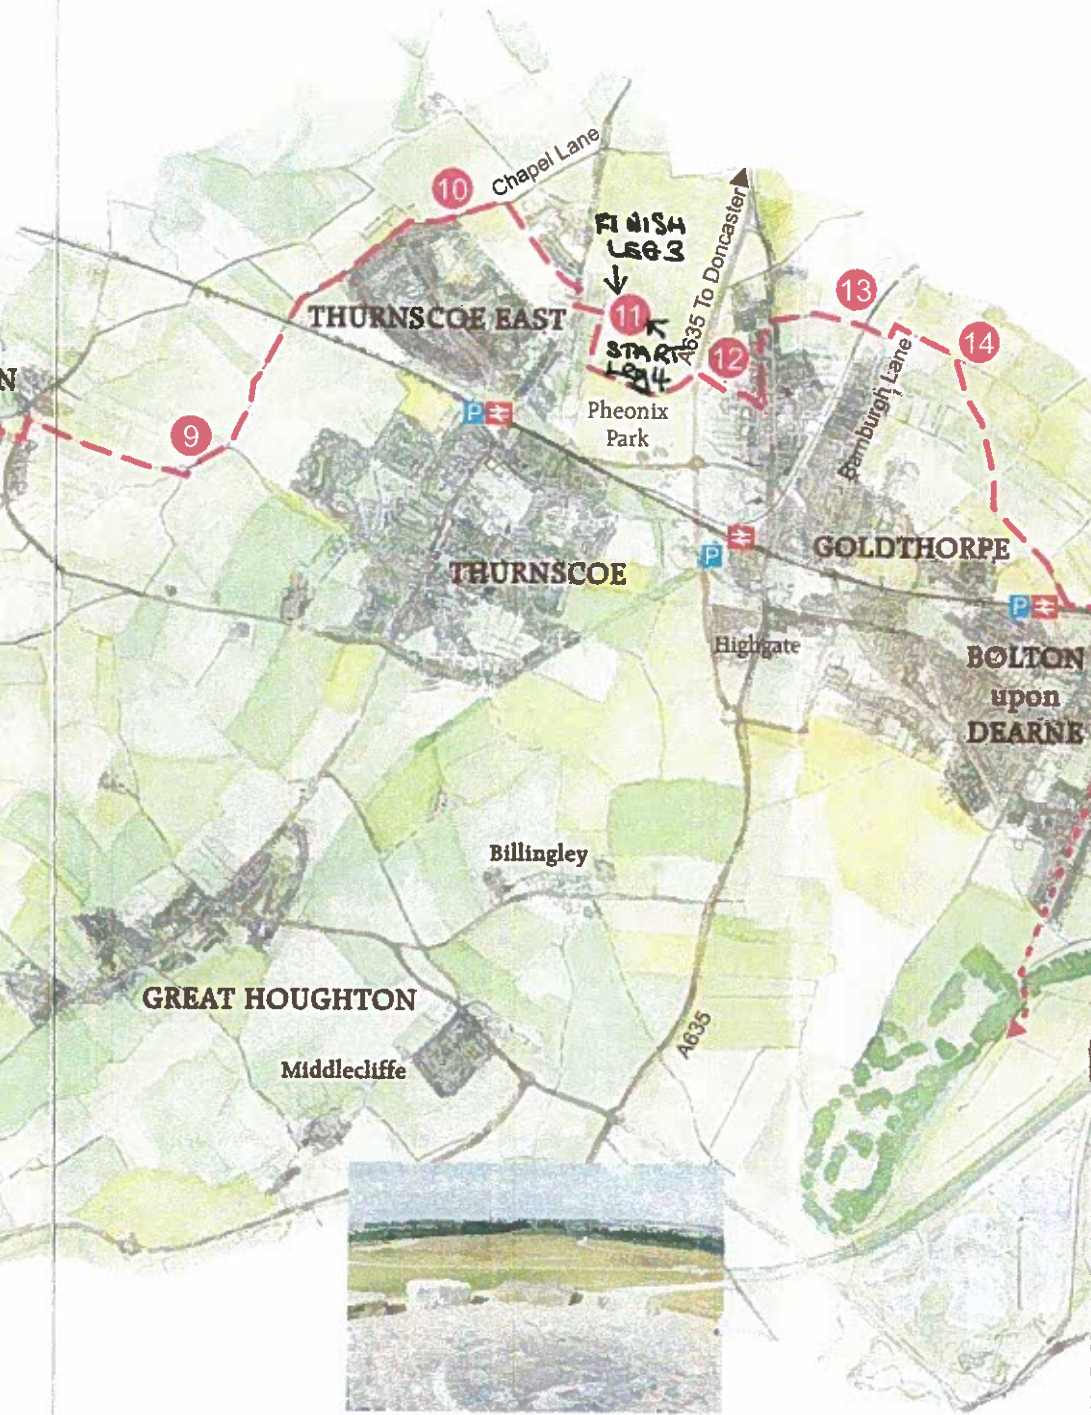 10
Chapel Lane
FINISH
LEG 3
A635 To Doncaster
11
START
Leg 4
12
13
14
THURNSCOE EAST
N
9
P
Pheonix
Park
Barnburgh Lane
P
GOLDTHORPE
THURNSCOE
P
Highgate
BOLTON
upon
DEARNE
Billingley
GREAT HOUGHTON
A635
Middlecliffe